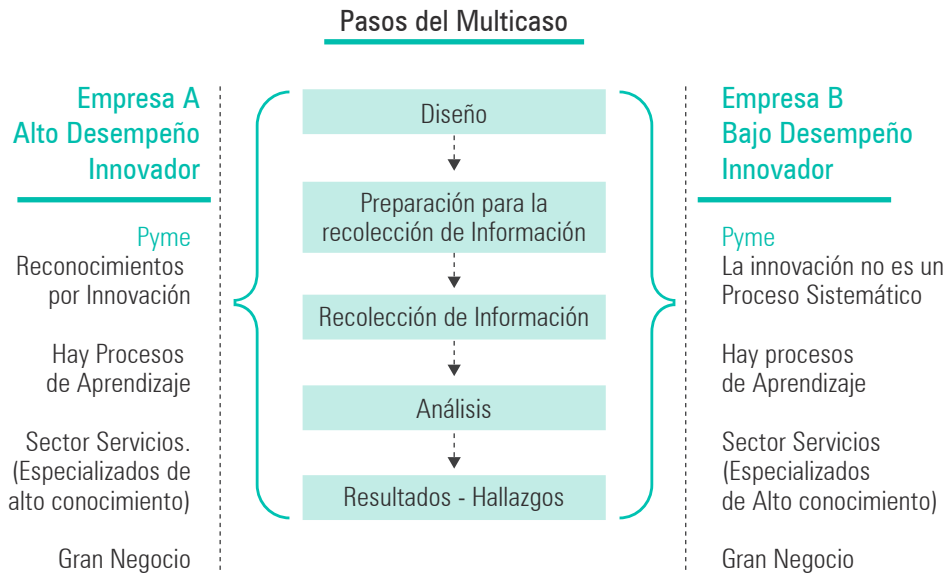 Pasos del Multicaso
Empresa A
Alto Desempeño
Innovador
Pyme
Reconocimientos
por Innovación
Hay Procesos
de Aprendizaje
Sector Servicios.
(Especializados de
alto conocimiento)
Gran Negocio
Diseño
Preparación para la
recolección de Información
Recolección de Información
Análisis
Resultados - Hallazgos
Empresa B
Bajo Desempeño
Innovador
Pyme
La innovación no es un
Proceso Sistemático
Hay procesos
de Aprendizaje
Sector Servicios
(Especializados
de Alto conocimiento)
Gran Negocio